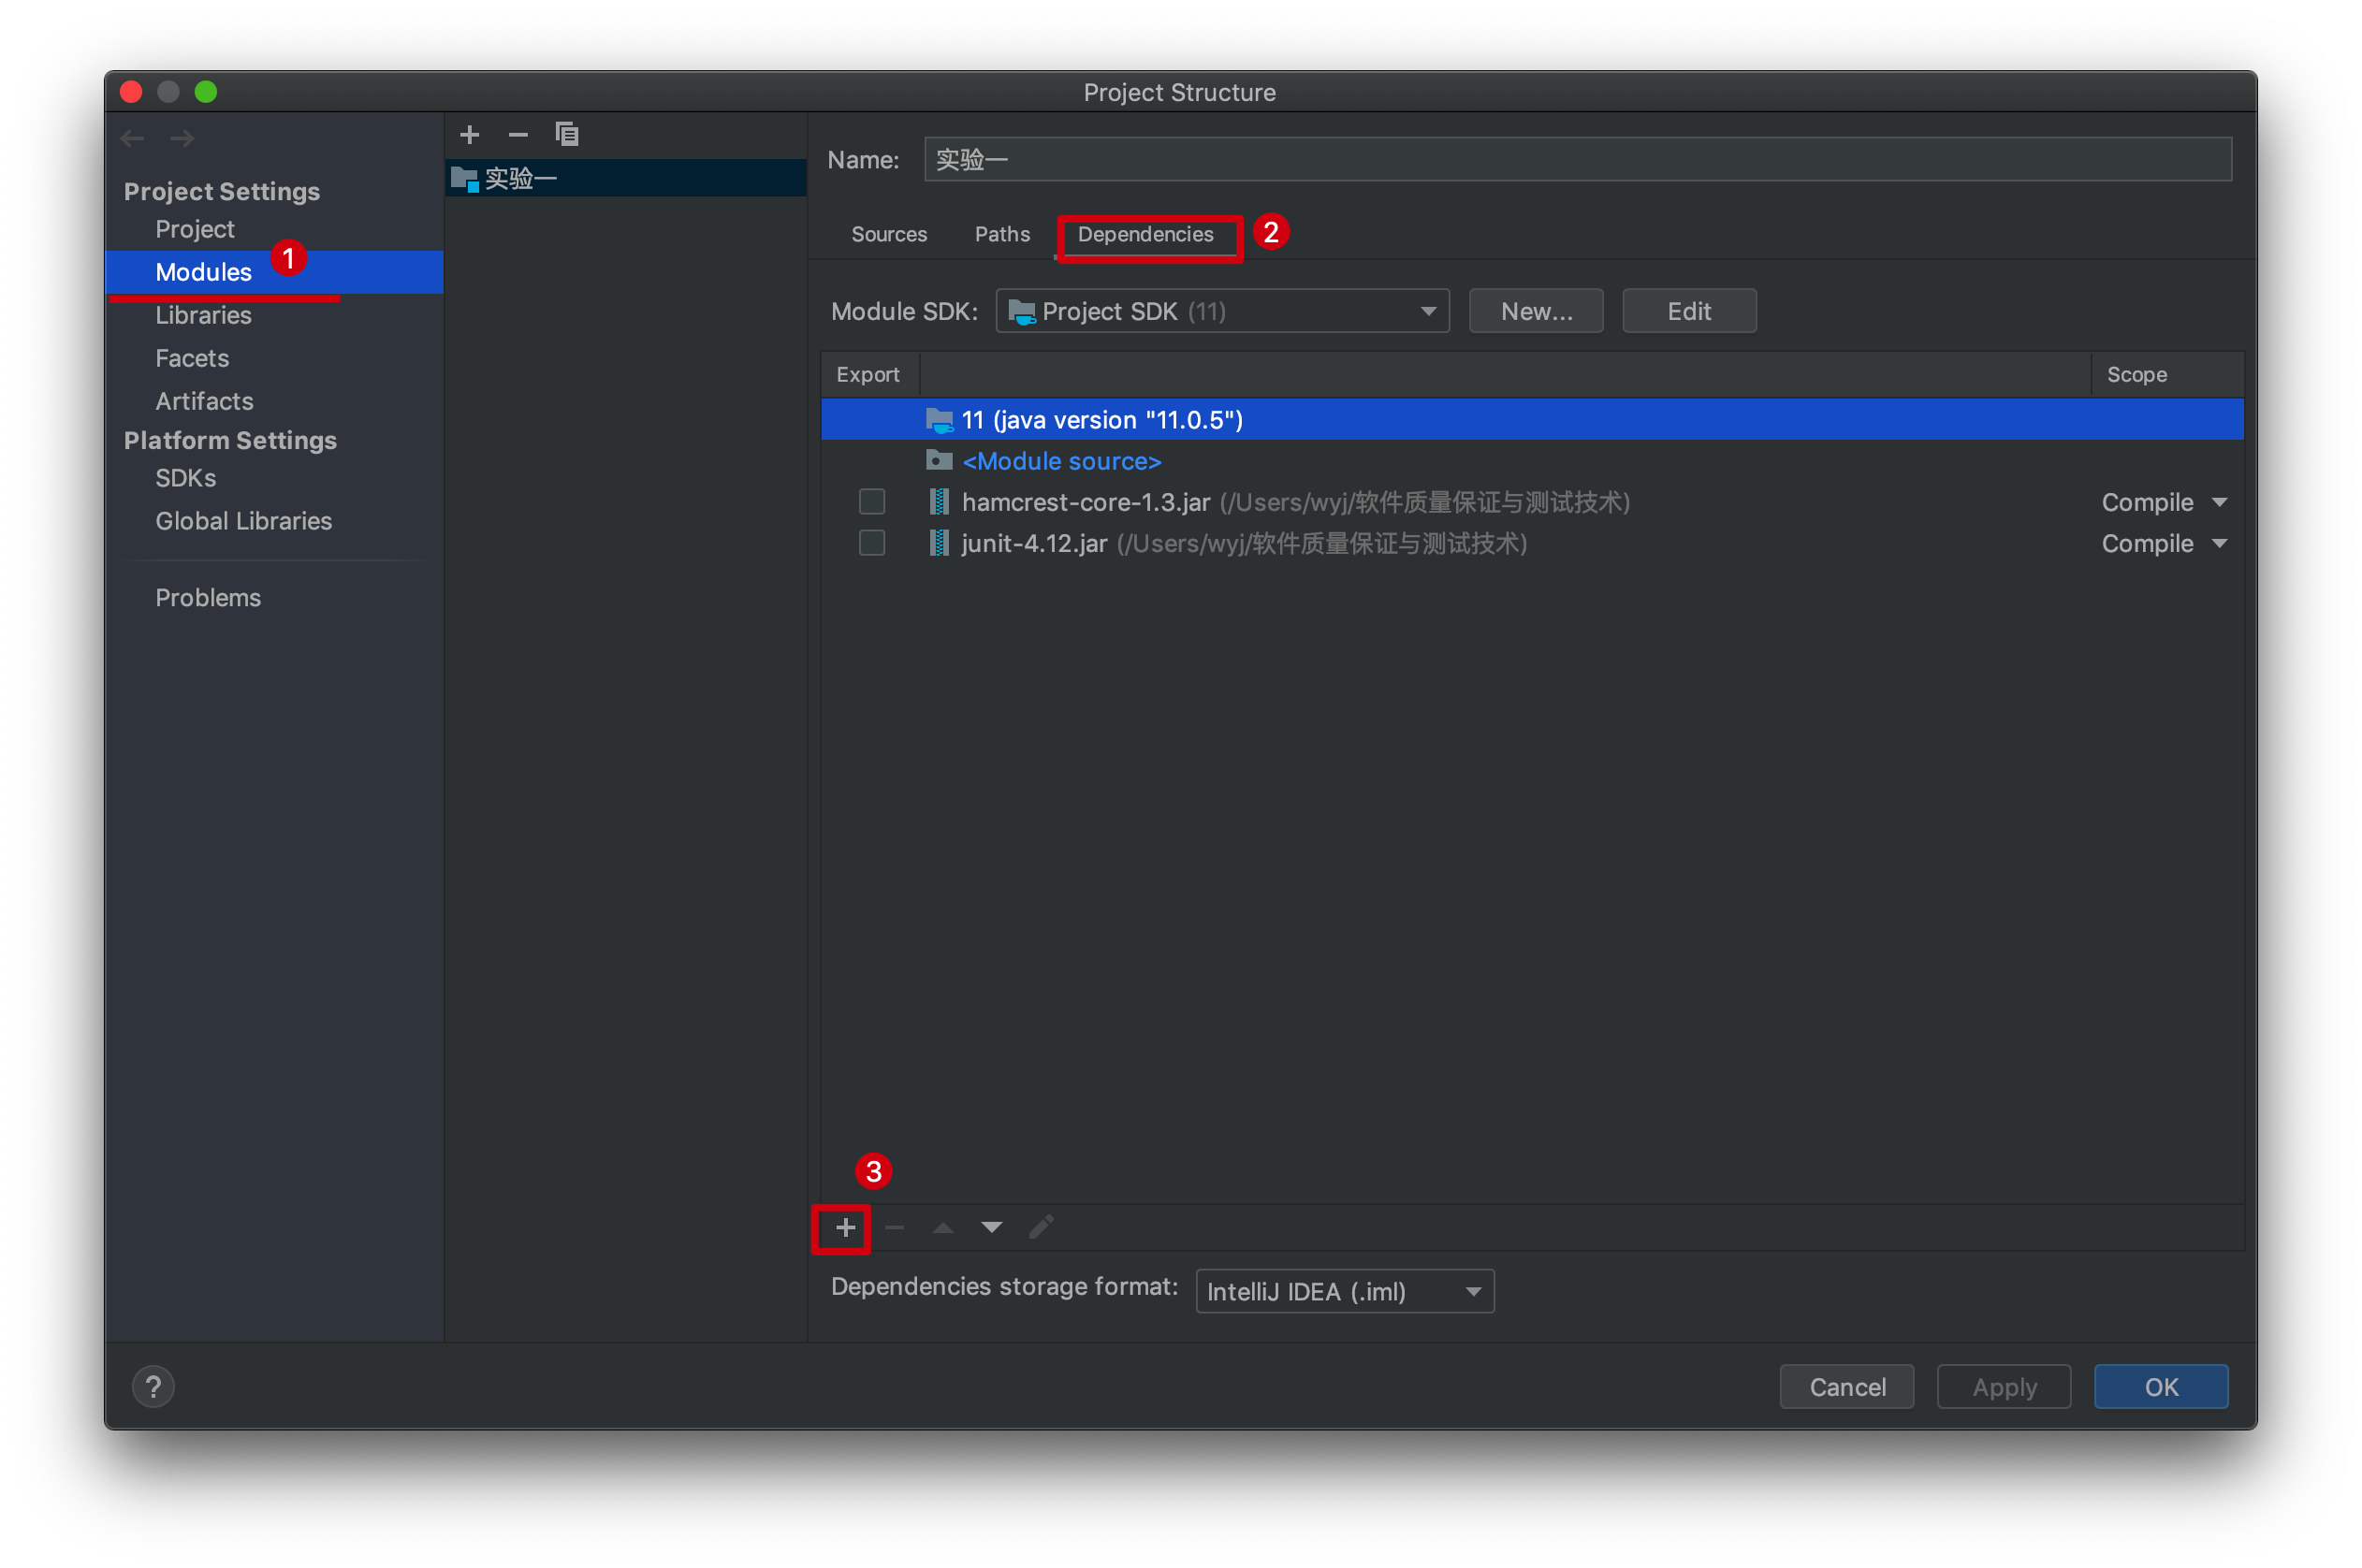 Project Structure
Project Settings
Project
Modules
1
Libraries
Facets
Artifacts
Platform Settings
SDKs
Global Libraries
Problems
实验一
Name: 实验一
Sources Paths Dependencies 2
Module SDK: Project SDK (11) New... Edit
Export Scope
11 (java version "11.0.5")
<Module source>
hamcrest-core-1.3.jar (/Users/wyj/软件质量保证与测试技术) Compile
junit-4.12.jar (/Users/wyj/软件质量保证与测试技术) Compile
3
Dependencies storage format: IntelliJ IDEA (.iml)
? Cancel Apply OK